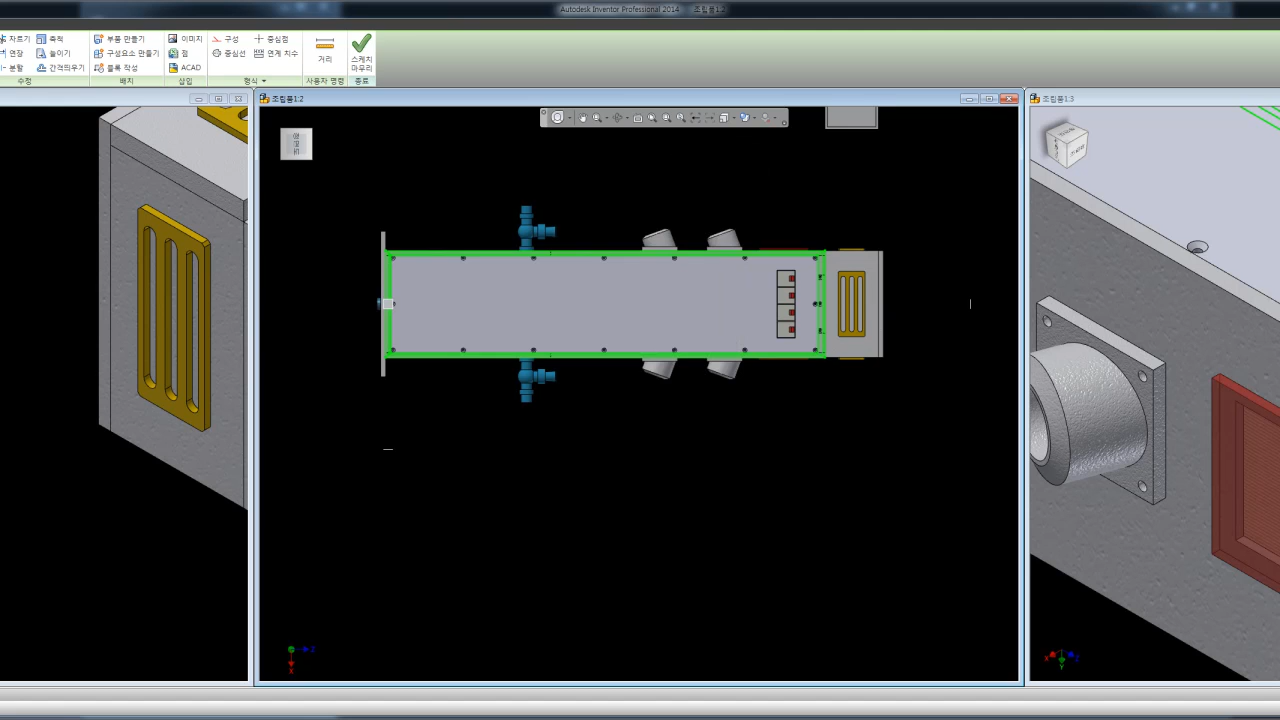 Autodesk Inventor Professional 2014 조립품1:2
자르기 축척 부품 만들기 이미지 구성 중심점
연장 늘이기 구성요소 만들기 점 중심선 연계 치수 거리 스케치
분할 간격띄우기 블록 작성 ACAD 마무리
수정 배치 삽입 형식 사용자 명령 종료
조립품1:2 조립품1:3
Z
X
X Z
Y